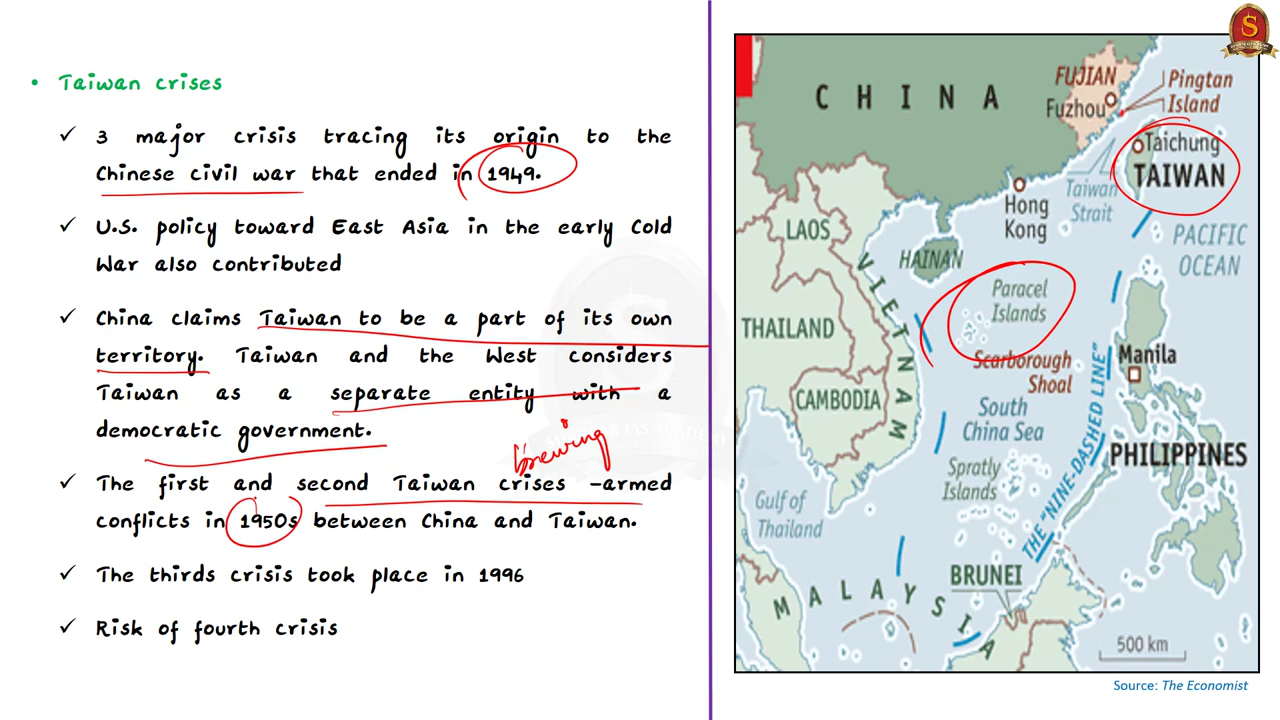 • Taiwan crises
✓ 3 major crisis tracing its origin to the
Chinese civil war that ended in 1949.
✓ U.S. policy toward East Asia in the early Cold
War also contributed
✓ China claims Taiwan to be a part of its own
territory. Taiwan and the West considers
Taiwan as a separate entity with a
democratic government.
brewing
✓ The first and second Taiwan crises -armed
conflicts in 1950s between China and Taiwan.
✓ The thirds crisis took place in 1996
✓ Risk of fourth crisis
CHINA
FUJIAN
Fuzhou
Pingtan
Island
Taichung
TAIWAN
Taiwan
Strait
Hong
Kong
PACIFIC
OCEAN
LAOS
HAINAN
VIETNAM
Paracel
Islands
THAILAND
Scarborough
Shoal
Manila
CAMBODIA
South
China Sea
THE "NINE-DASHED LINE"
PHILIPPINES
Spratly
Islands
Gulf of
Thailand
BRUNEI
MALAYSIA
500 km
Source: The Economist